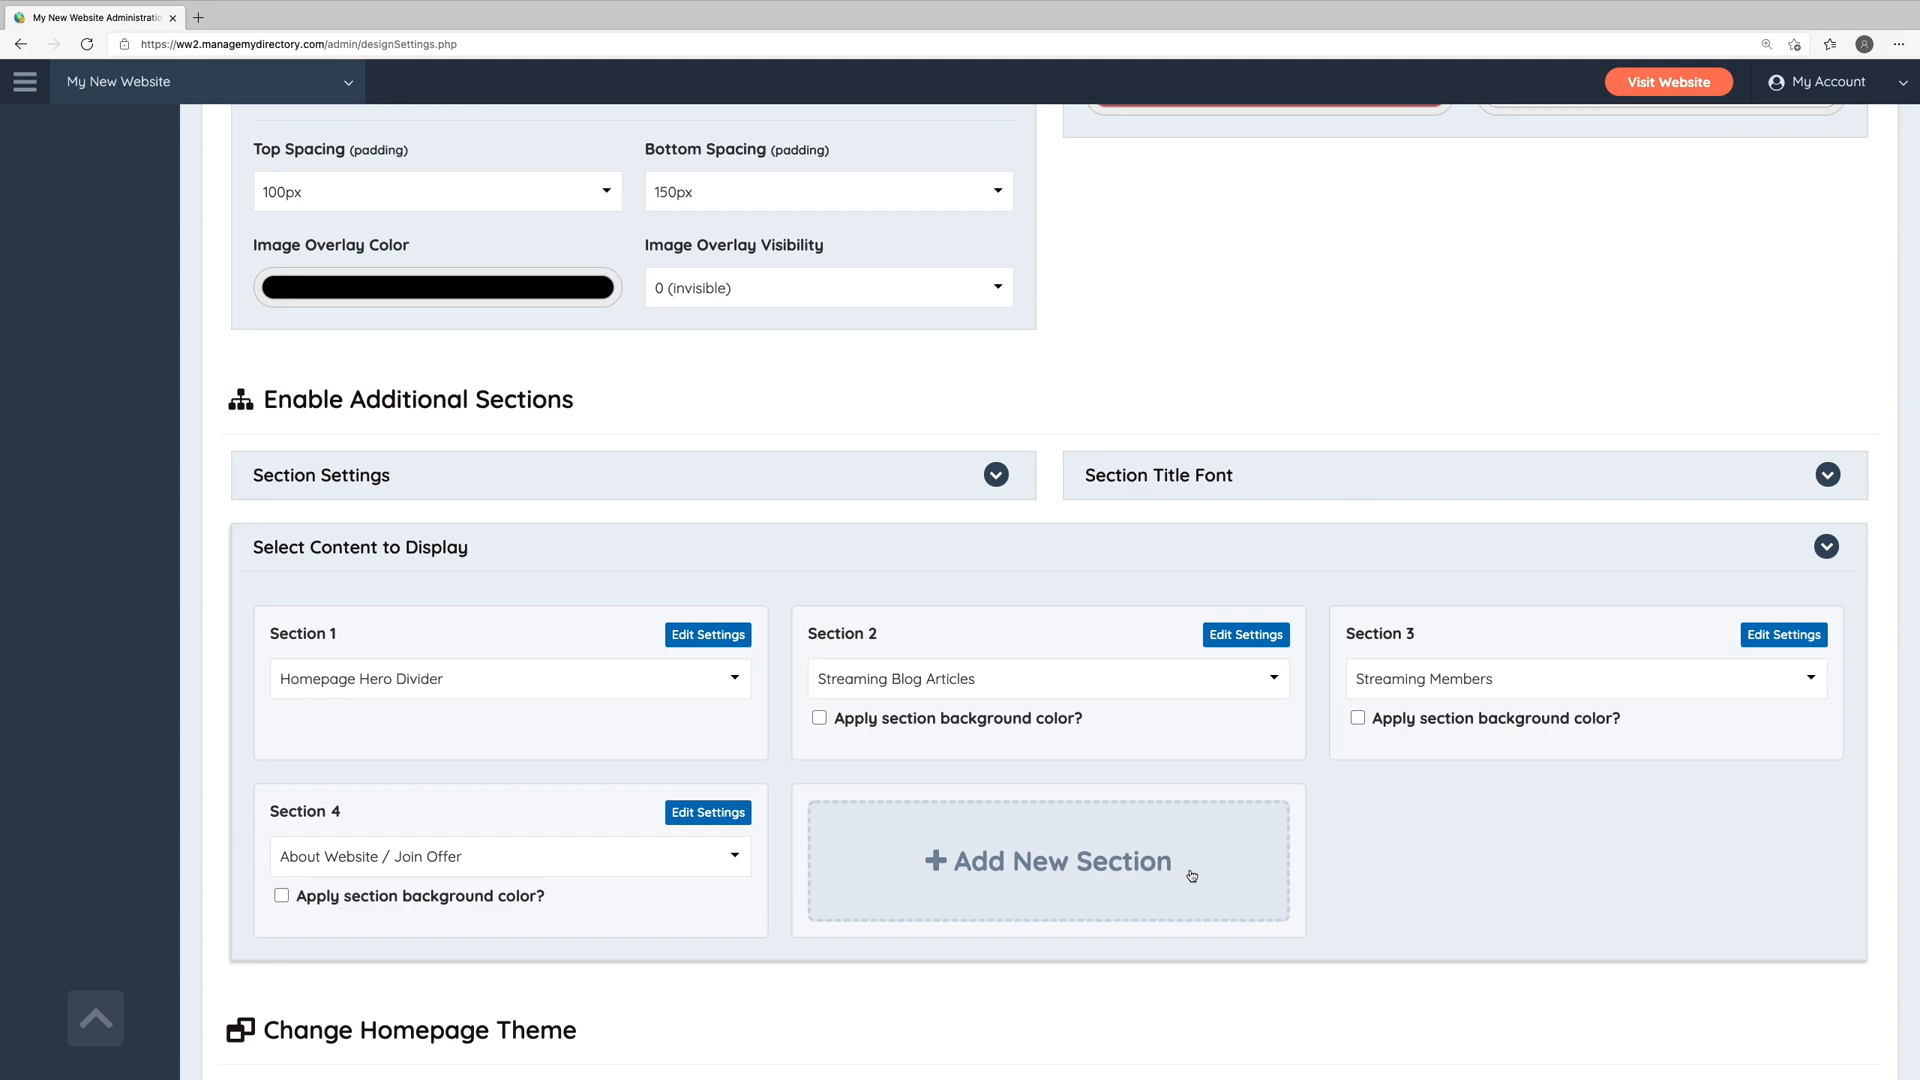 My New Website Administratio
https://ww2.managemydirectory.com/admin/designSettings.php
My New Website
Visit Website
My Account
Top Spacing (padding)
Bottom Spacing (padding)
100px
150px
Image Overlay Color
Image Overlay Visibility
0 (invisible)
Enable Additional Sections
Section Settings
Section Title Font
Select Content to Display
Section 1
Edit Settings
Section 2
Edit Settings
Section 3
Edit Settings
Homepage Hero Divider
Streaming Blog Articles
Streaming Members
Apply section background color?
Apply section background color?
Section 4
Edit Settings
About Website / Join Offer
Add New Section
Apply section background color?
Change Homepage Theme